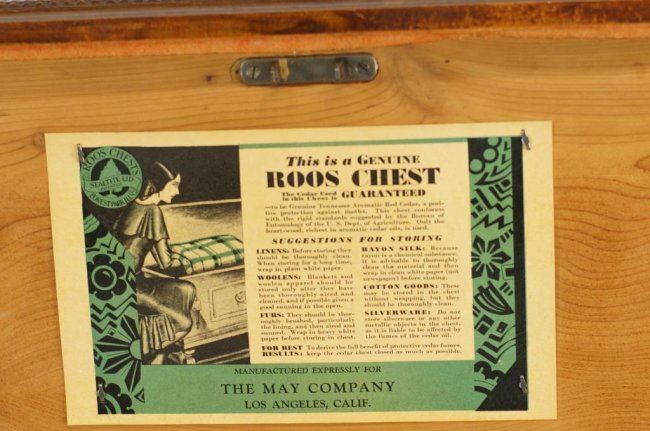 ROOS CHESTS
SEALTITE LTD
FOREST PARK, ILL.
This is a GENUINE
ROOS CHEST
The Cedar Used
in this Chest is GUARANTEED
—to be Genuine Tennessee Aromatic Red Cedar, a posi-
tive protection against moths. This chest conforms
with the rigid standards suggested by the Bureau of
Entomology of the U. S. Dept. of Agriculture. Only the
heart-wood, richest in aromatic cedar oils, is used.
SUGGESTIONS FOR STORING
LINENS: Before storing they
should be thoroughly clean.
When storing for a long time,
wrap in plain white paper.
WOOLENS: Blankets and
woolen apparel should be
stored only after they have
been thoroughly aired and
cleaned, and if possible given a
good sunning in the open.
FURS: They should be thor-
oughly brushed, particularly
the lining, and then aired and
sunned. Wrap in heavy white
paper before storing in chest.
RAYON SILK: Because
rayon is a chemical substance,
it is advisable to thoroughly
clean the material and then
wrap in clean white paper (not
newspaper) before storing.
COTTON GOODS: These
may be stored in the chest
without wrapping, but they
should be thoroughly clean.
SILVERWARE: Do not
store silverware or any other
metallic objects in the chest,
as it is liable to be affected by
the fumes of the cedar oil.
FOR BEST To derive the full benefit of protective cedar fumes,
RESULTS: keep the cedar chest closed as much as possible.
MANUFACTURED EXPRESSLY FOR
THE MAY COMPANY
LOS ANGELES, CALIF.